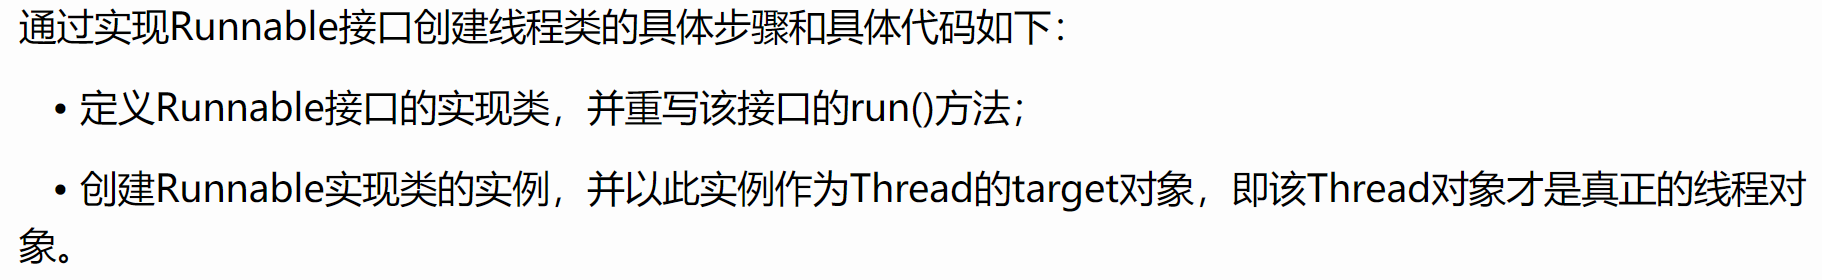 通过实现Runnable接口创建线程类的具体步骤和具体代码如下：
• 定义Runnable接口的实现类，并重写该接口的run()方法；
• 创建Runnable实现类的实例，并以此实例作为Thread的target对象，即该Thread对象才是真正的线程对
象。